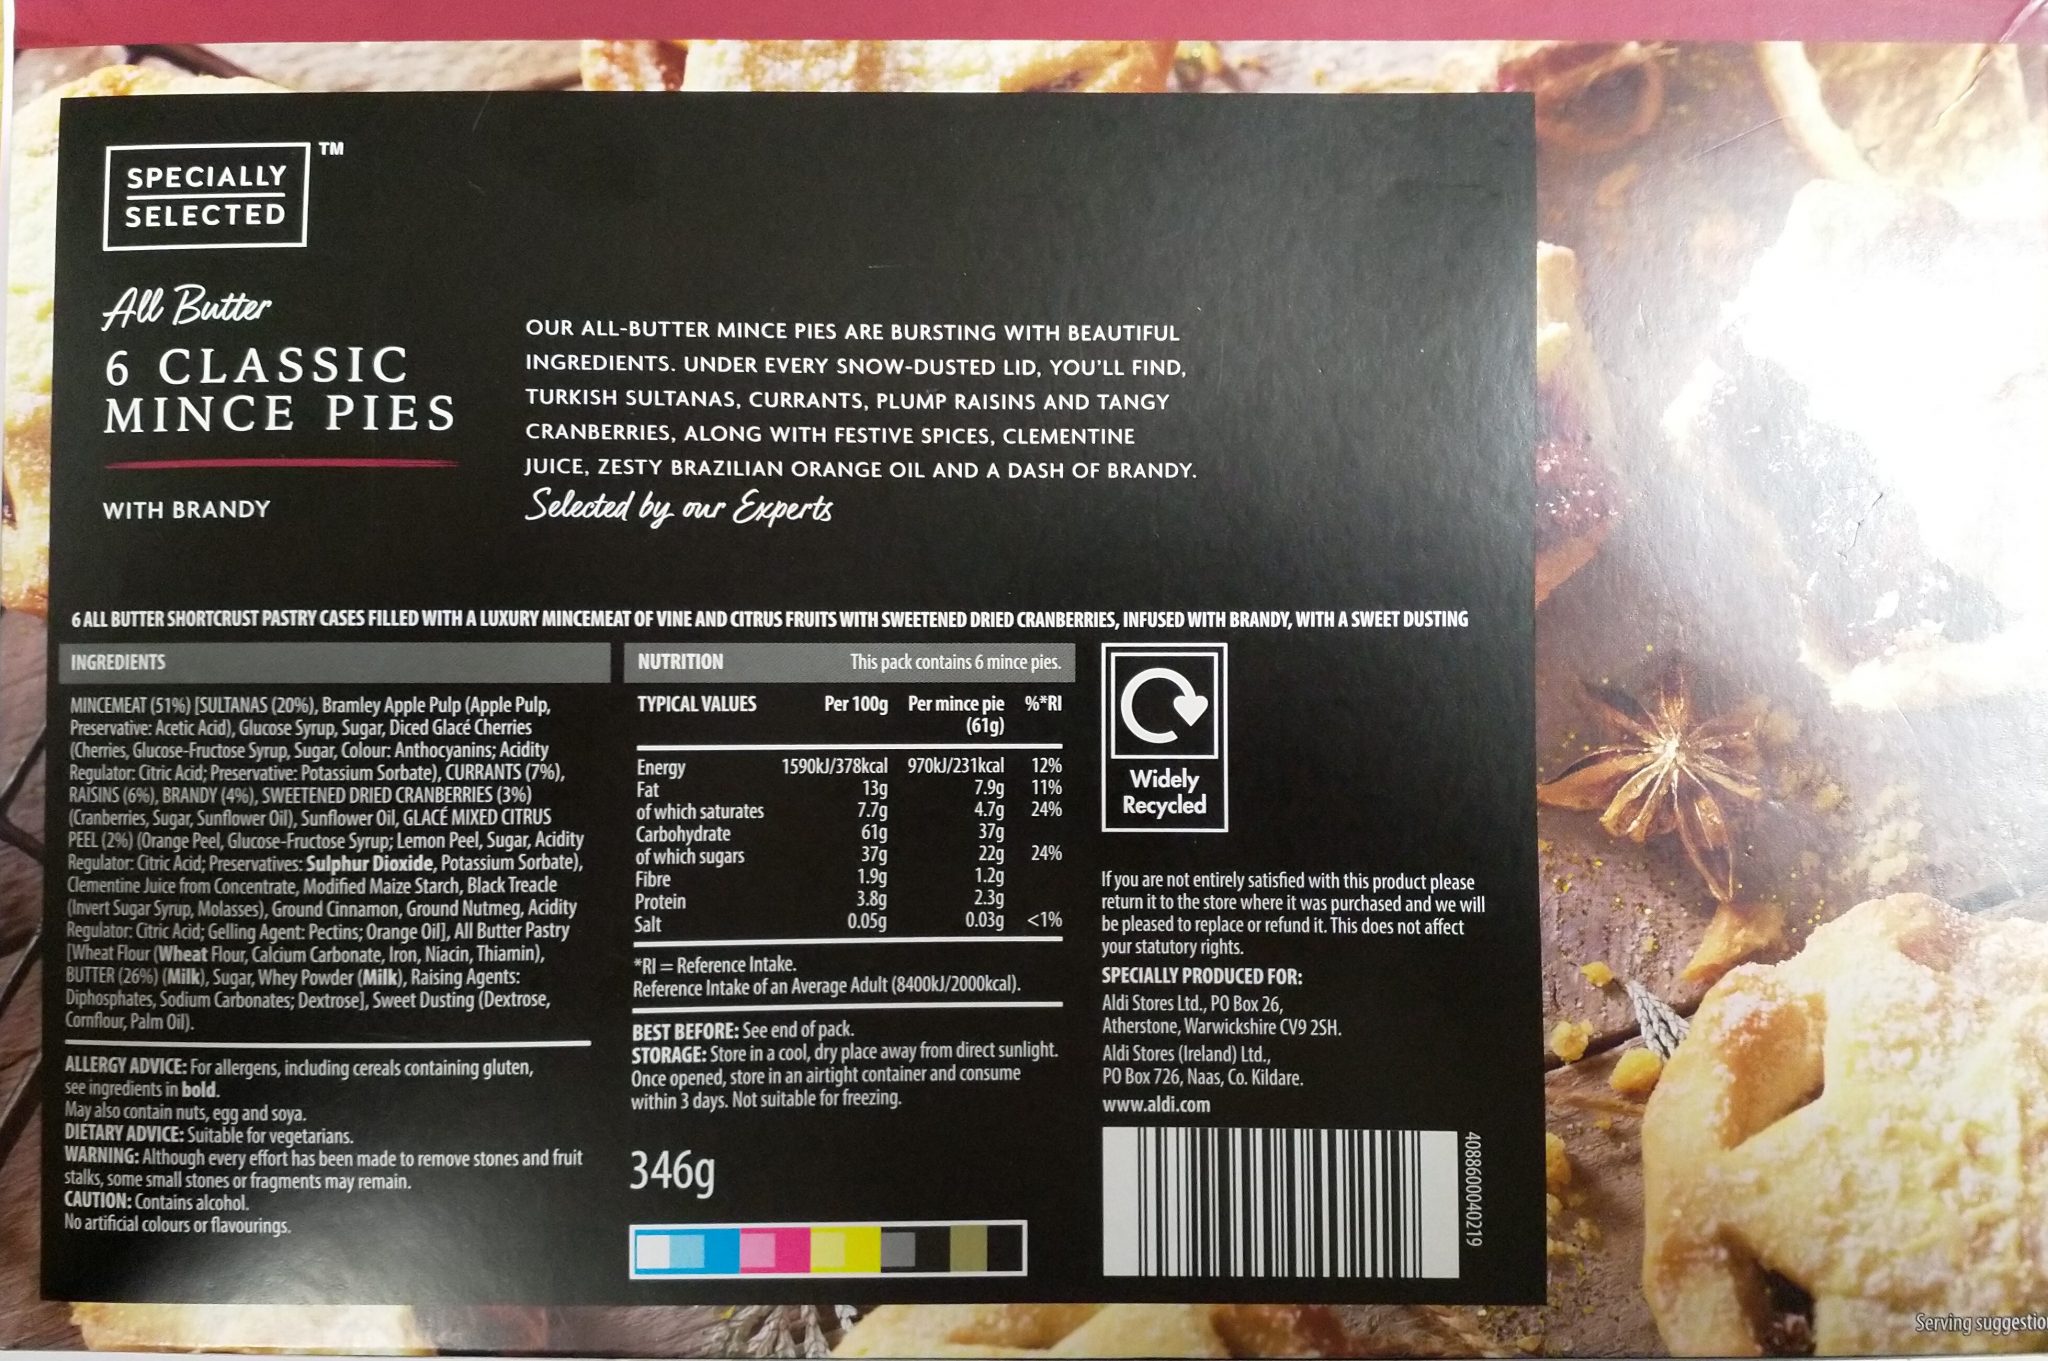 SPECIALLY
SELECTED
TM
All Butter
6 CLASSIC
MINCE PIES
WITH BRANDY
OUR ALL-BUTTER MINCE PIES ARE BURSTING WITH BEAUTIFUL
INGREDIENTS. UNDER EVERY SNOW-DUSTED LID, YOU'LL FIND,
TURKISH SULTANAS, CURRANTS, PLUMP RAISINS AND TANGY
CRANBERRIES, ALONG WITH FESTIVE SPICES, CLEMENTINE
JUICE, ZESTY BRAZILIAN ORANGE OIL AND A DASH OF BRANDY.
Selected by our Experts
6 ALL BUTTER SHORTCRUST PASTRY CASES FILLED WITH A LUXURY MINCEMEAT OF VINE AND CITRUS FRUITS WITH SWEETENED DRIED CRANBERRIES, INFUSED WITH BRANDY, WITH A SWEET DUSTING
INGREDIENTS
MINCEMEAT (51%) [SULTANAS (20%), Bramley Apple Pulp (Apple Pulp,
Preservative: Acetic Acid), Glucose Syrup, Sugar, Diced Glacé Cherries
(Cherries, Glucose-Fructose Syrup, Sugar, Colour: Anthocyanins; Acidity
Regulator: Citric Acid; Preservative: Potassium Sorbate), CURRANTS (7%),
RAISINS (6%), BRANDY (4%), SWEETENED DRIED CRANBERRIES (3%)
(Cranberries, Sugar, Sunflower Oil), Sunflower Oil, GLACÉ MIXED CITRUS
PEEL (2%) (Orange Peel, Glucose-Fructose Syrup; Lemon Peel, Sugar, Acidity
Regulator: Citric Acid; Preservatives: Sulphur Dioxide, Potassium Sorbate),
Clementine Juice from Concentrate, Modified Maize Starch, Black Treacle
(Invert Sugar Syrup, Molasses), Ground Cinnamon, Ground Nutmeg, Acidity
Regulator: Citric Acid; Gelling Agent: Pectins; Orange Oil], All Butter Pastry
[Wheat Flour (Wheat Flour, Calcium Carbonate, Iron, Niacin, Thiamin),
BUTTER (26%) (Milk), Sugar, Whey Powder (Milk), Raising Agents:
Diphosphates, Sodium Carbonates; Dextrose], Sweet Dusting (Dextrose,
Cornflour, Palm Oil).
ALLERGY ADVICE: For allergens, including cereals containing gluten,
see ingredients in bold.
May also contain nuts, egg and soya.
DIETARY ADVICE: Suitable for vegetarians.
WARNING: Although every effort has been made to remove stones and fruit
stalks, some small stones or fragments may remain.
CAUTION: Contains alcohol.
No artificial colours or flavourings.
NUTRITION This pack contains 6 mince pies.
TYPICAL VALUES Per 100g Per mince pie %*RI
(61g)
Energy 1590kJ/378kcal 970kJ/231kcal 12%
Fat 13g 7.9g 11%
of which saturates 7.7g 4.7g 24%
Carbohydrate 61g 37g
of which sugars 37g 22g 24%
Fibre 1.9g 1.2g
Protein 3.8g 2.3g
Salt 0.05g 0.03g <1%
*RI = Reference Intake.
Reference Intake of an Average Adult (8400kJ/2000kcal).
BEST BEFORE: See end of pack.
STORAGE: Store in a cool, dry place away from direct sunlight.
Once opened, store in an airtight container and consume
within 3 days. Not suitable for freezing.
346g
Widely
Recycled
If you are not entirely satisfied with this product please
return it to the store where it was purchased and we will
be pleased to replace or refund it. This does not affect
your statutory rights.
SPECIALLY PRODUCED FOR:
Aldi Stores Ltd., PO Box 26,
Atherstone, Warwickshire CV9 2SH.
Aldi Stores (Ireland) Ltd.,
PO Box 726, Naas, Co. Kildare.
www.aldi.com
4088600040219
Serving suggestio